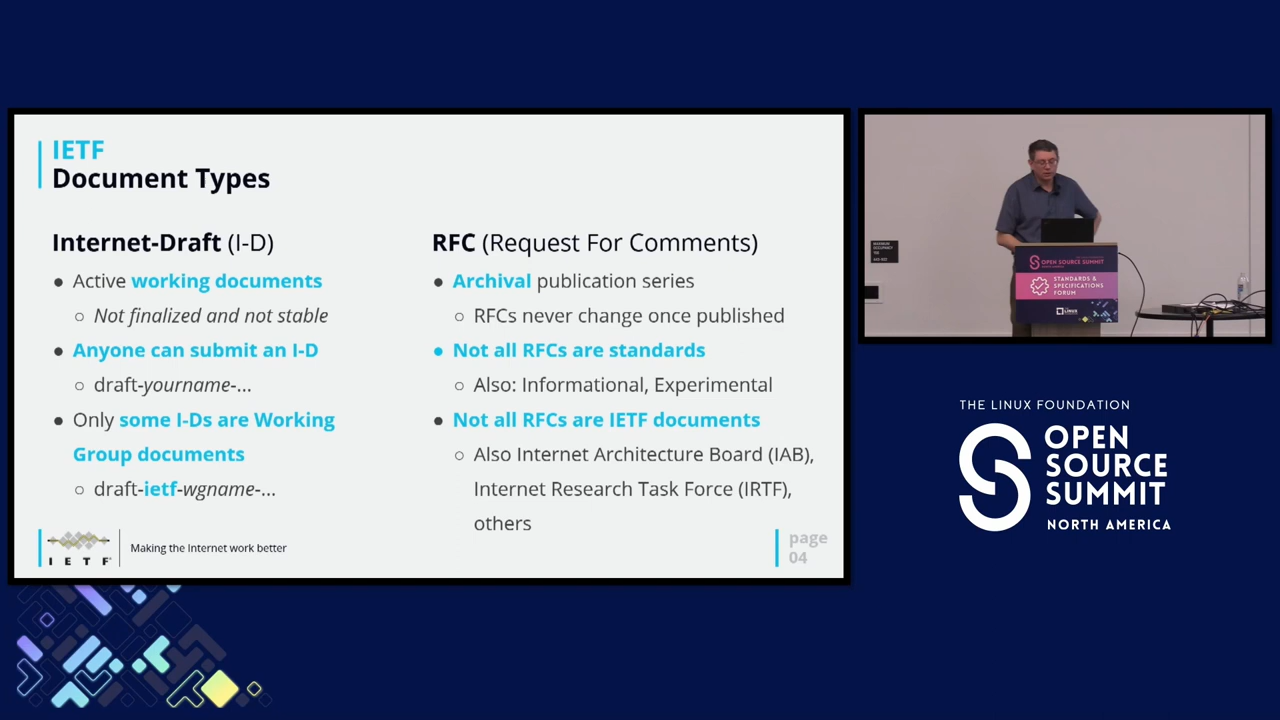 IETF
Document Types
Internet-Draft (I-D)
● Active working documents
○ Not finalized and not stable
● Anyone can submit an I-D
○ draft-yourname-...
● Only some I-Ds are Working
Group documents
○ draft-ietf-wgname-...
RFC (Request For Comments)
● Archival publication series
○ RFCs never change once published
● Not all RFCs are standards
○ Also: Informational, Experimental
● Not all RFCs are IETF documents
○ Also Internet Architecture Board (IAB),
Internet Research Task Force (IRTF),
others
I E T F
Making the Internet work better
page
04
OPEN SOURCE SUMMIT
STANDARDS &
SPECIFICATIONS
FORUM
LINUX
THE LINUX FOUNDATION
OPEN
SOURCE
SUMMIT
NORTH AMERICA